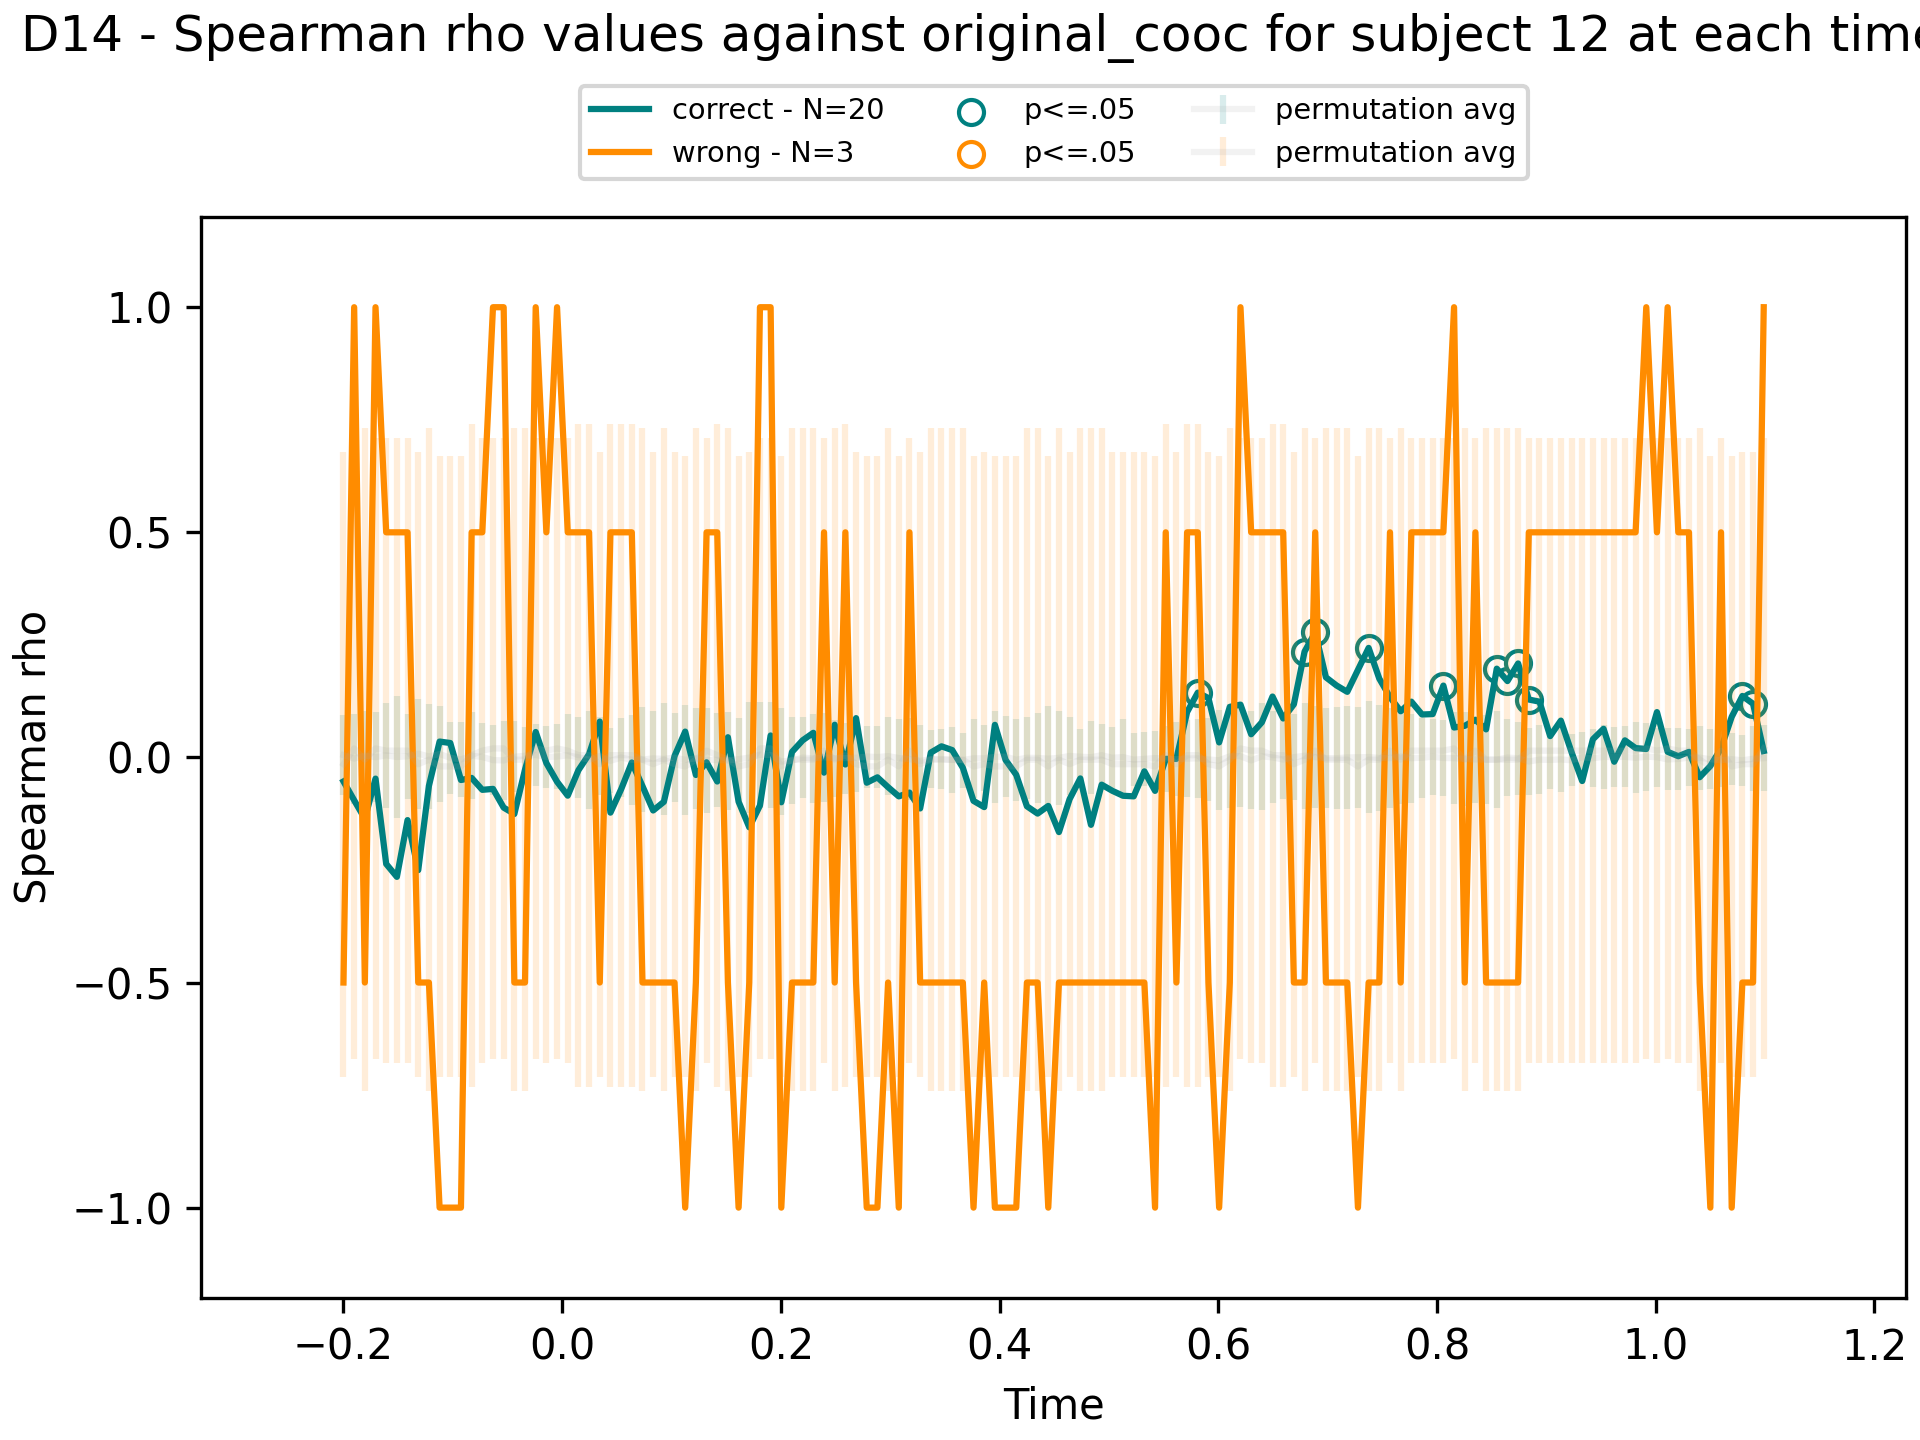 D14 - Spearman rho values against original_cooc for subject 12 at each time
correct - N=20 p<=.05 permutation avg
wrong - N=3 p<=.05 permutation avg
Spearman rho
1.0
0.5
0.0
−0.5
−1.0
−0.2 0.0 0.2 0.4 0.6 0.8 1.0 1.2
Time